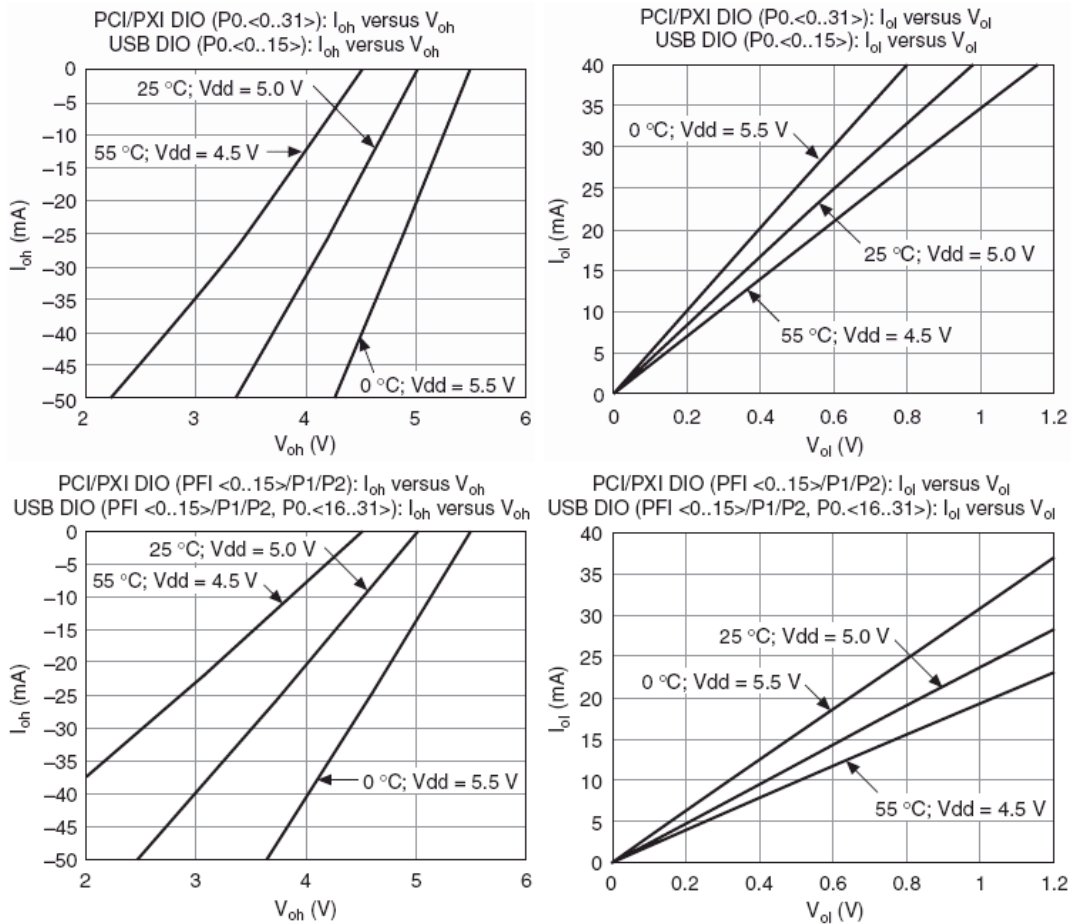 PCI/PXI DIO (P0.<0..31>): Ioh versus Voh
USB DIO (P0.<0..15>): Ioh versus Voh
0
–5
–10
–15
–20
–25
–30
–35
–40
–45
–50
Ioh (mA)
25 °C; Vdd = 5.0 V
55 °C; Vdd = 4.5 V
0 °C; Vdd = 5.5 V
2 3 4 5 6
Voh (V)
PCI/PXI DIO (P0.<0..31>): Iol versus Vol
USB DIO (P0.<0..15>): Iol versus Vol
40
35
30
25
20
15
10
5
0
Iol (mA)
0 °C; Vdd = 5.5 V
25 °C; Vdd = 5.0 V
55 °C; Vdd = 4.5 V
0 0.2 0.4 0.6 0.8 1 1.2
Vol (V)
PCI/PXI DIO (PFI <0..15>/P1/P2): Ioh versus Voh
USB DIO (PFI <0..15>/P1/P2, P0.<16..31>): Ioh versus Voh
0
–5
–10
–15
–20
–25
–30
–35
–40
–45
–50
Ioh (mA)
25 °C; Vdd = 5.0 V
55 °C; Vdd = 4.5 V
0 °C; Vdd = 5.5 V
2 3 4 5 6
Voh (V)
PCI/PXI DIO (PFI <0..15>/P1/P2): Iol versus Vol
USB DIO (PFI <0..15>/P1/P2, P0.<16..31>): Iol versus Vol
40
35
30
25
20
15
10
5
0
Iol (mA)
25 °C; Vdd = 5.0 V
0 °C; Vdd = 5.5 V
55 °C; Vdd = 4.5 V
0 0.2 0.4 0.6 0.8 1 1.2
Vol (V)